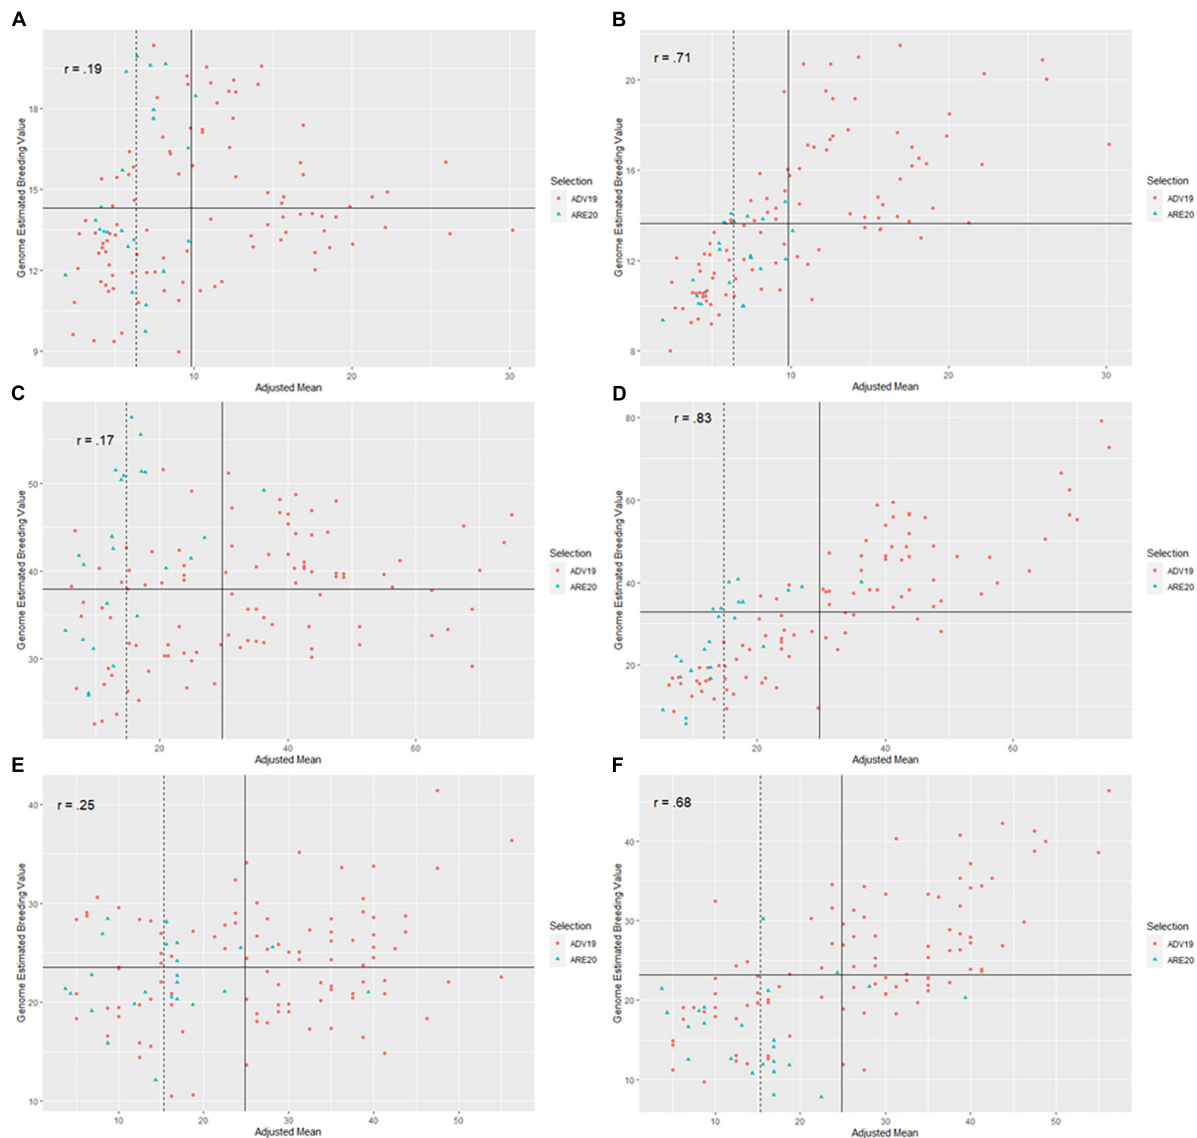 A
r = .19
Genome Estimated Breeding Value
18
15
12
9
10
20
30
Adjusted Mean
Selection
ADV19
ARE20
B
r = .71
Genome Estimated Breeding Value
20
16
12
8
10
20
30
Adjusted Mean
Selection
ADV19
ARE20
C
r = .17
Genome Estimated Breeding Value
50
40
30
20
40
60
Adjusted Mean
Selection
ADV19
ARE20
D
r = .83
Genome Estimated Breeding Value
80
60
40
20
20
40
60
Adjusted Mean
Selection
ADV19
ARE20
E
r = .25
Genome Estimated Breeding Value
40
30
20
10
10
20
30
40
50
Adjusted Mean
Selection
ADV19
ARE20
F
r = .68
Genome Estimated Breeding Value
40
30
20
10
10
20
30
40
50
Adjusted Mean
Selection
ADV19
ARE20